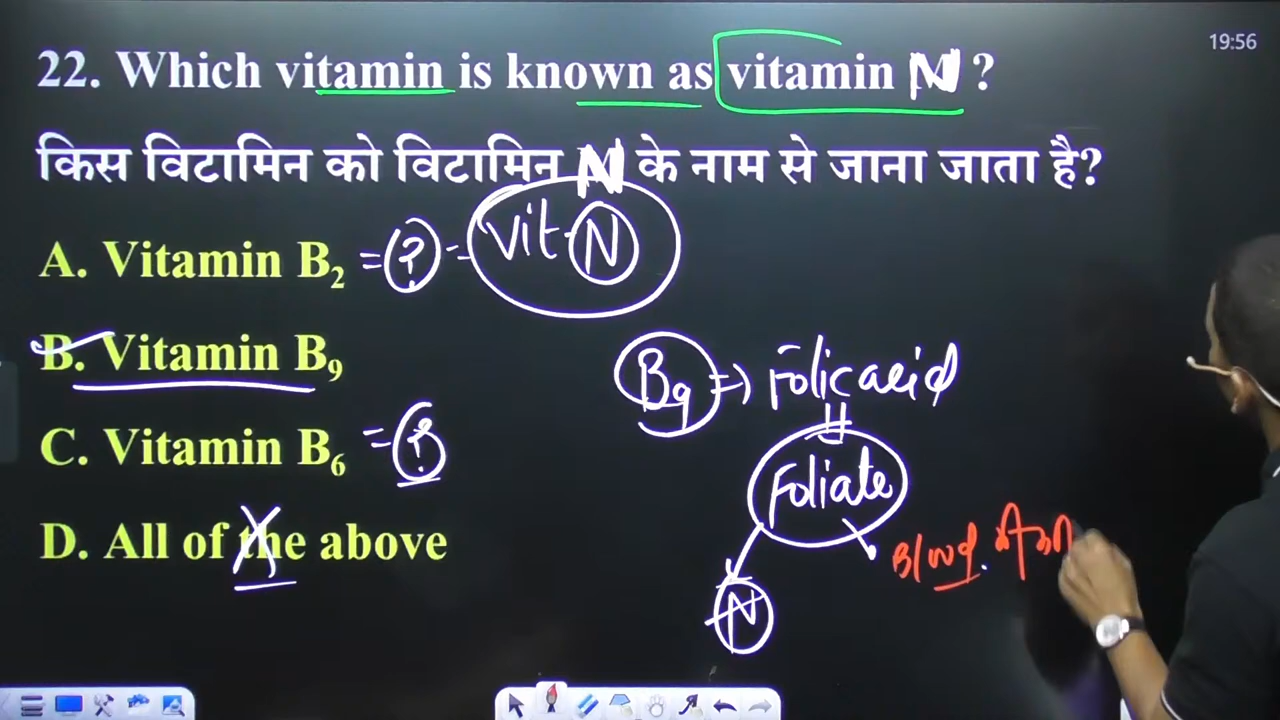 19:56
22. Which vitamin is known as vitamin N ?
किस विटामिन को विटामिन N के नाम से जाना जाता है?
A. Vitamin B₂ =(?)= Vit-N
B. Vitamin B₉
B₉ => Folic acid
C. Vitamin B₆ =?
Foliate
D. All of the above
Blood.
N